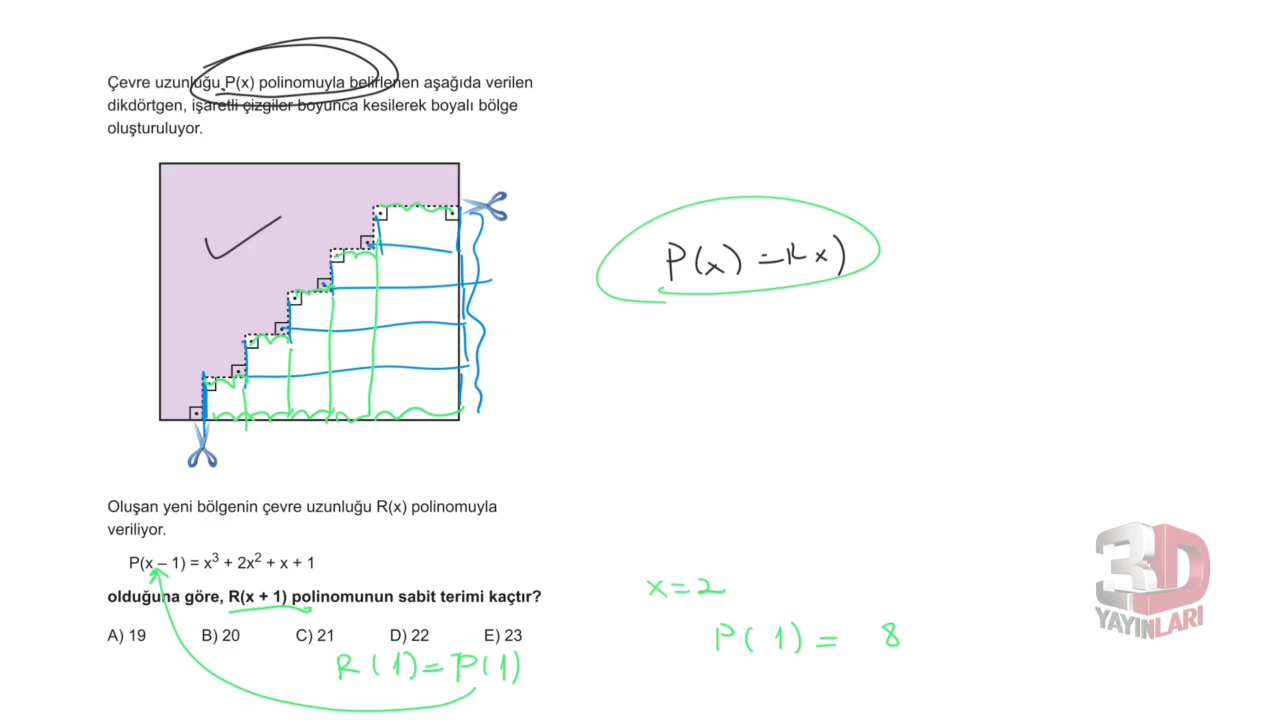 Çevre uzunluğu P(x) polinomuyla belirlenen aşağıda verilen
dikdörtgen, işaretli çizgiler boyunca kesilerek boyalı bölge
oluşturuluyor.
P(x) = R(x)
Oluşan yeni bölgenin çevre uzunluğu R(x) polinomuyla
veriliyor.
P(x – 1) = x³ + 2x² + x + 1
olduğuna göre, R(x + 1) polinomunun sabit terimi kaçtır?
A) 19 B) 20 C) 21 D) 22 E) 23
R(1) = P(1)
x = 2
P(1) = 8
3D
YAYINLARI